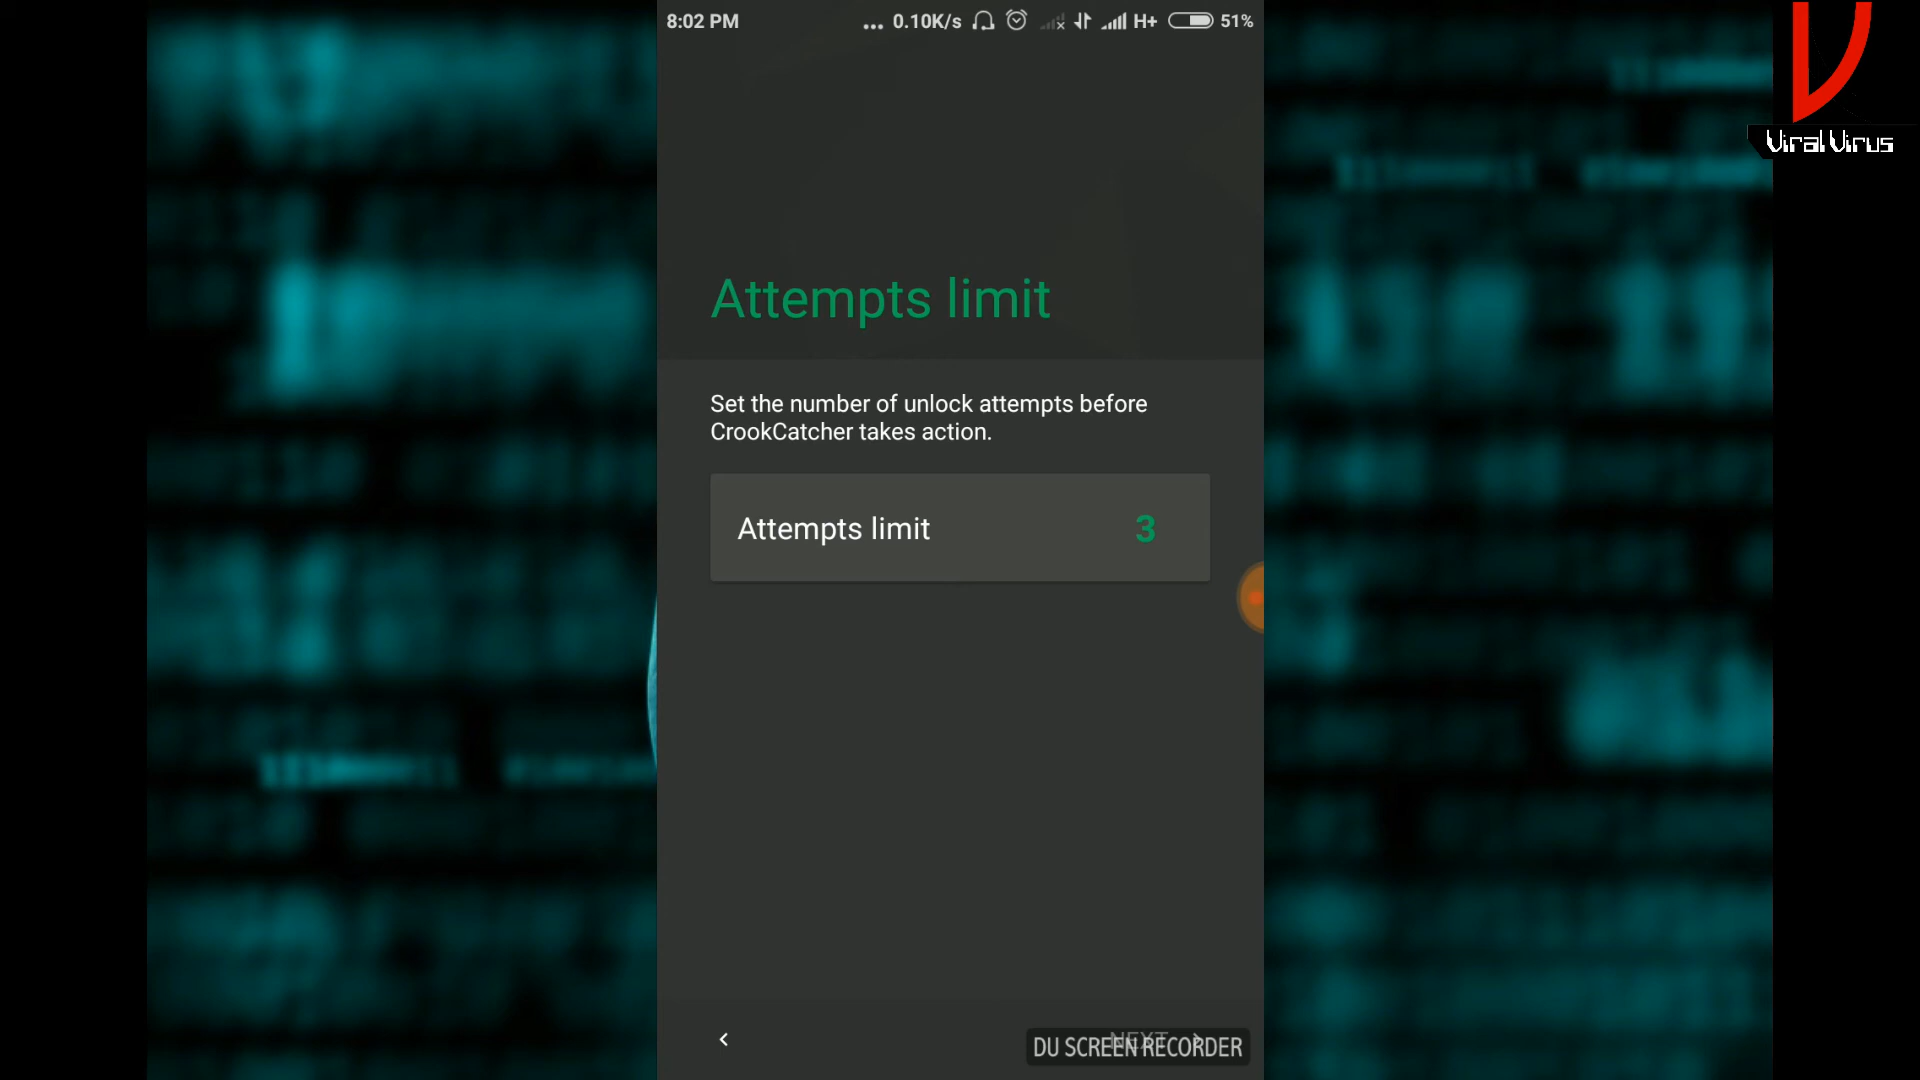 8:02 PM ... 0.10K/s H+ 51%
Viral Virus
Attempts limit
Set the number of unlock attempts before
CrookCatcher takes action.
Attempts limit 3
NEXT
DU SCREEN RECORDER